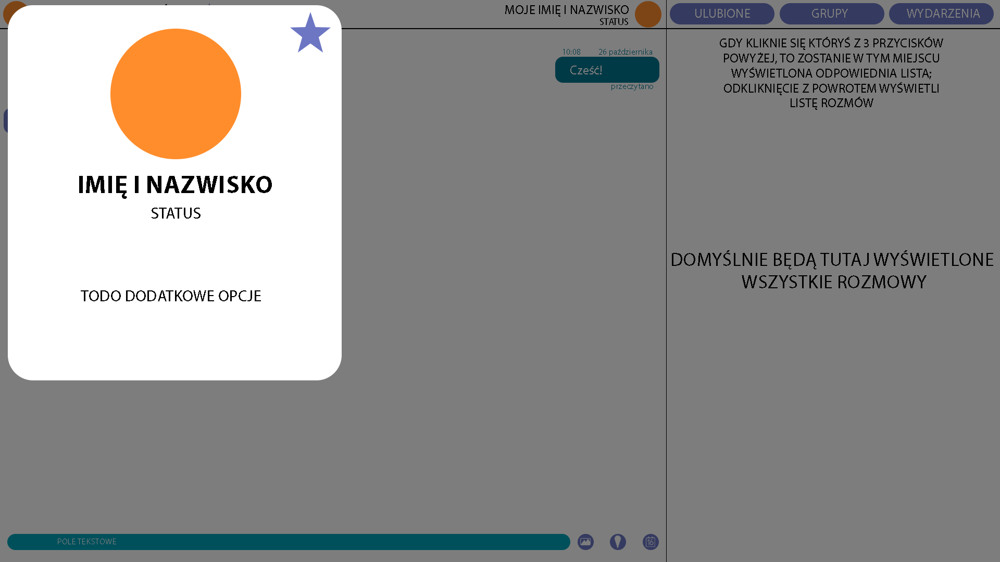 MOJE IMIĘ I NAZWISKO
STATUS
ULUBIONE
GRUPY
WYDARZENIA
IMIĘ I NAZWISKO
STATUS
TODO DODATKOWE OPCJE
10:08 26 października
Cześć!
przeczytano
GDY KLIKNIE SIĘ KTÓRYŚ Z 3 PRZYCISKÓW
POWYŻEJ, TO ZOSTANIE W TYM MIEJSCU
WYŚWIETLONA ODPOWIEDNIA LISTA;
ODKLIKNIĘCIE Z POWROTEM WYŚWIETLI
LISTĘ ROZMÓW
DOMYŚLNIE BĘDĄ TUTAJ WYŚWIETLONE
WSZYSTKIE ROZMOWY
POLE TEKSTOWE
16